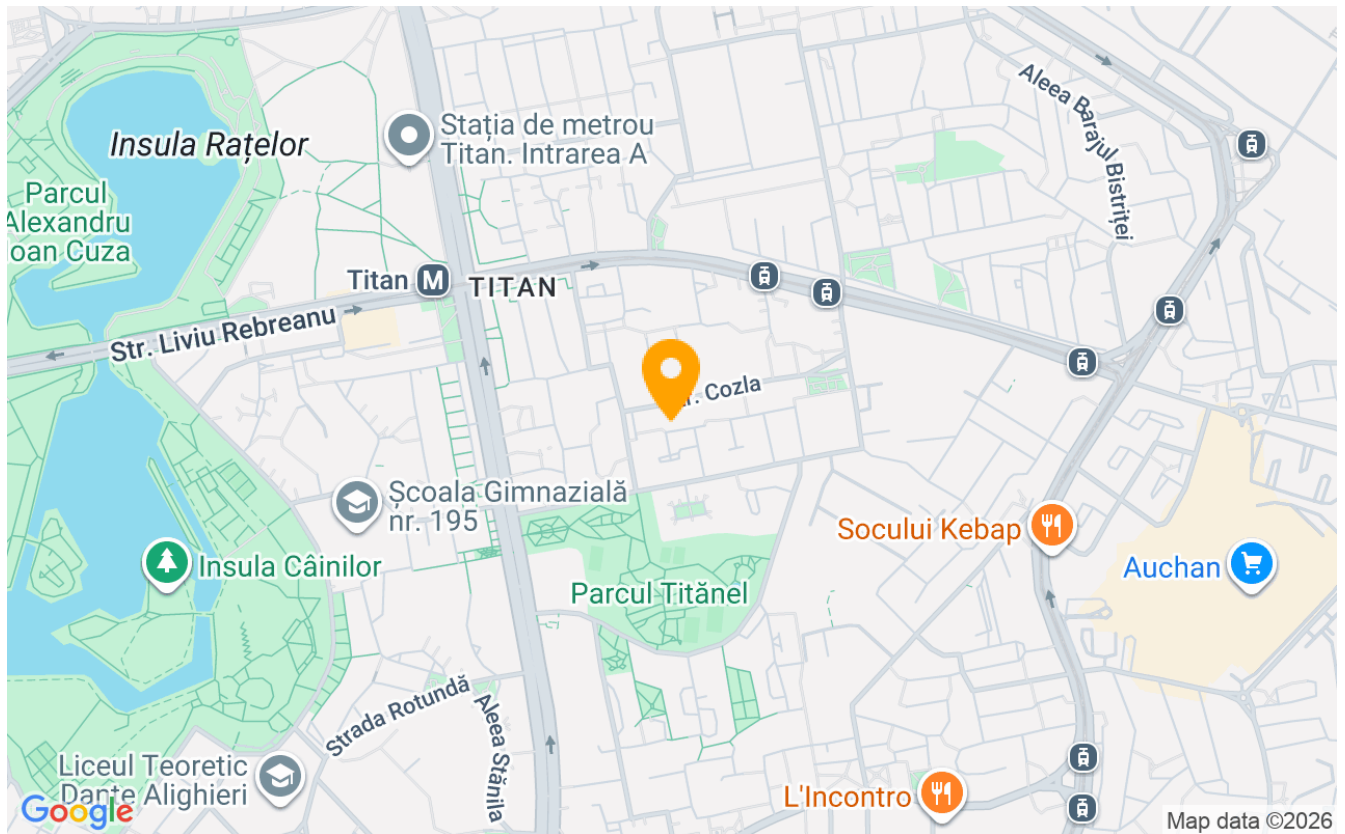 Aleea Barajul Bistriței
Stația de metrou
Titan. Intrarea A
Insula Rațelor
Parcul
Alexandru
Ioan Cuza
Titan M
TITAN
Str. Liviu Rebreanu
Cozla
Școala Gimnazială
nr. 195
Socului Kebap
Insula Câinilor
Auchan
Parcul Titănel
Strada Rotundă
Aleea Stănila
Liceul Teoretic
Dante Alighieri
L'Incontro
Google
Map data ©2026